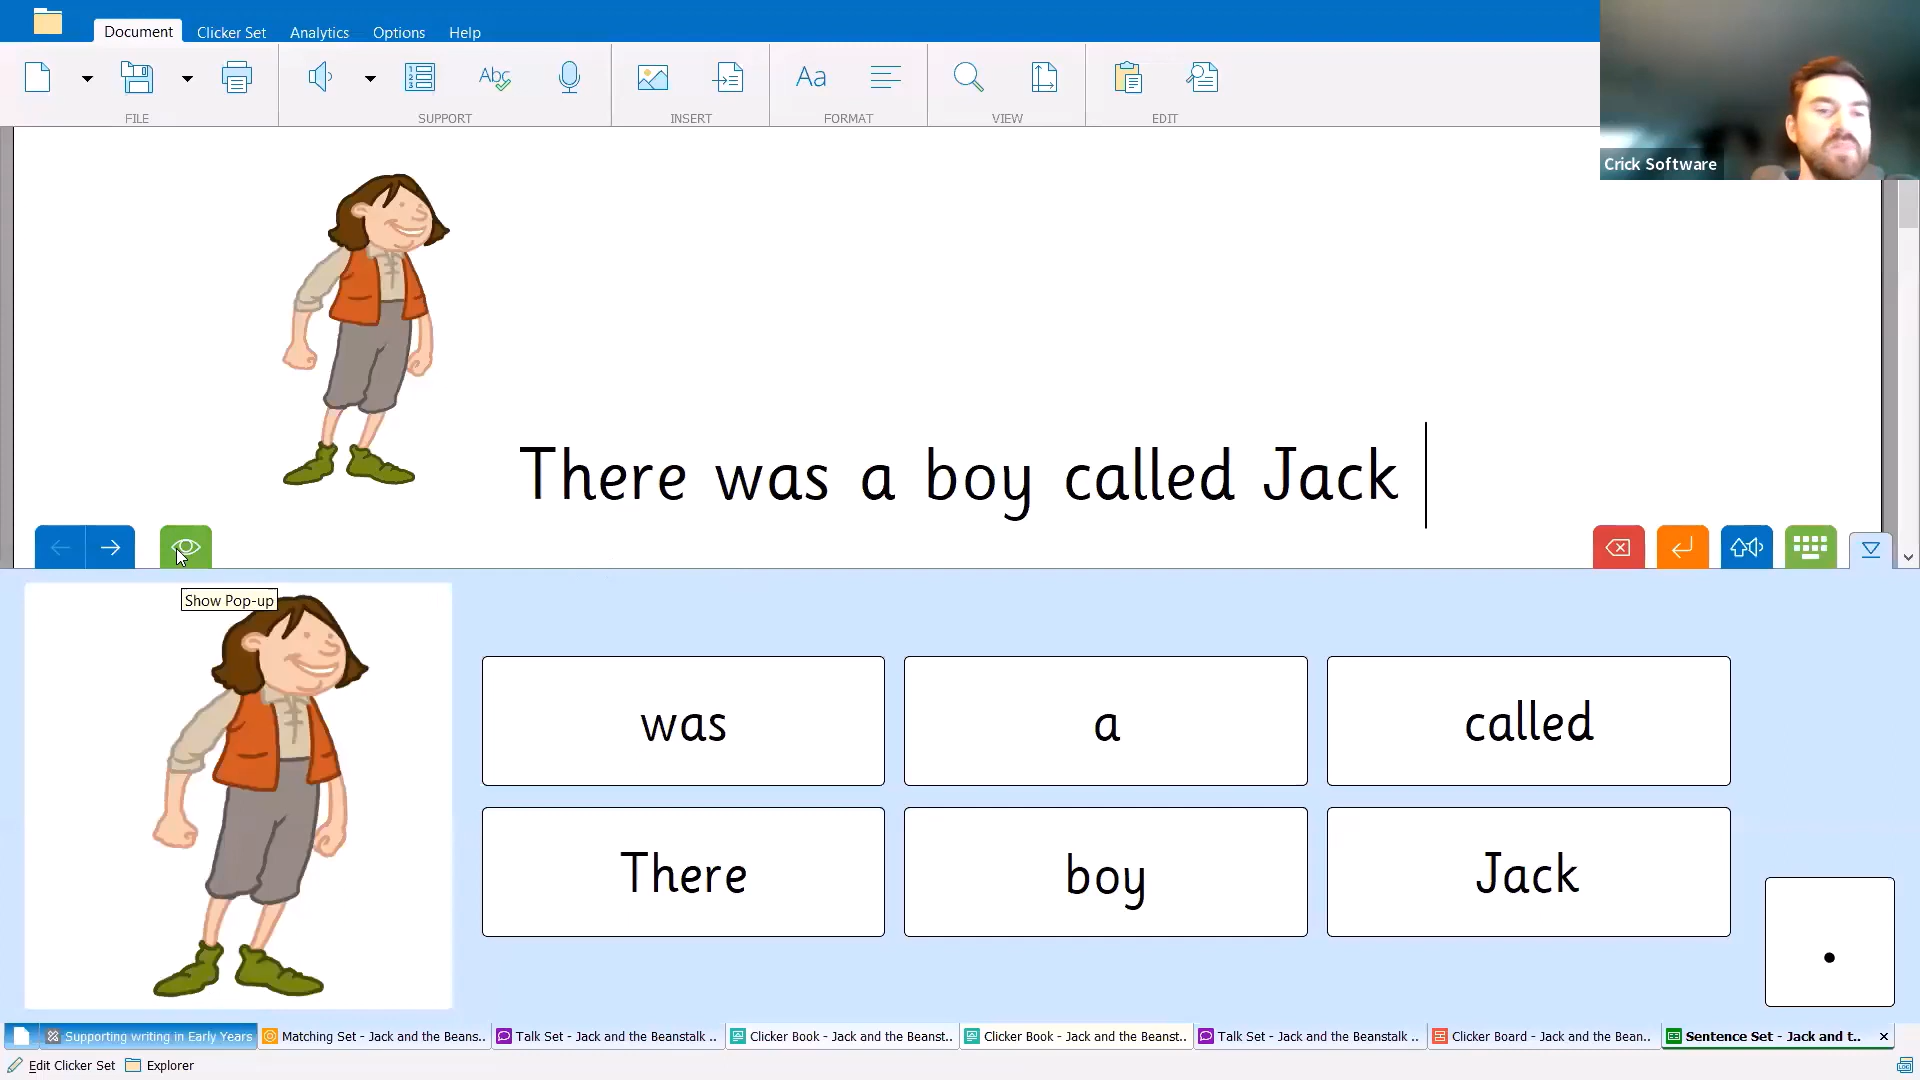 Document Clicker Set Analytics Options Help
Abc Aa
FILE SUPPORT INSERT FORMAT VIEW EDIT
Crick Software
There was a boy called Jack
Show Pop-up
was a called
There boy Jack
.
Supporting writing in Early Years Matching Set - Jack and the Beans.. Talk Set - Jack and the Beanstalk .. Clicker Book - Jack and the Beanst.. Clicker Book - Jack and the Beanst.. Talk Set - Jack and the Beanstalk .. Clicker Board - Jack and the Bean.. Sentence Set - Jack and t..
Edit Clicker Set Explorer